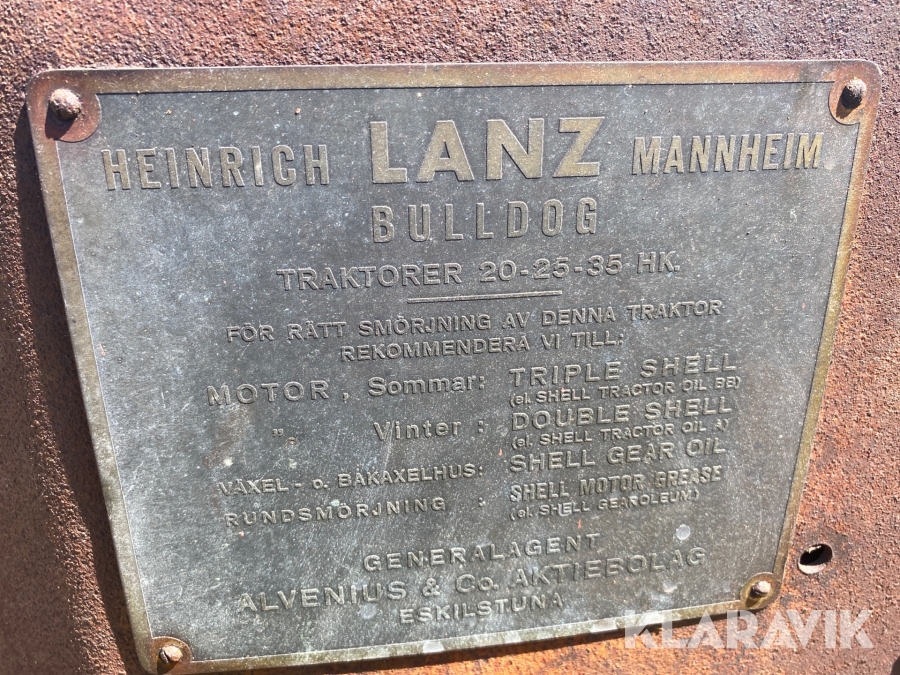 HEINRICH LANZ MANNHEIM
BULLDOG
TRAKTORER 20-25-35 HK.
FÖR RÄTT SMÖRJNING AV DENNA TRAKTOR
REKOMMENDERA VI TILL:
MOTOR, Sommar: TRIPLE SHELL
(el. SHELL TRACTOR OIL BB)
„ Vinter: DOUBLE SHELL
(el. SHELL TRACTOR OIL A)
VÄXEL- o. BAKAXELHUS: SHELL GEAR OIL
RUNDSMÖRJNING : SHELL MOTOR GREASE
(el. SHELL GEAROLEUM)
GENERALAGENT
ALVENIUS & Co. AKTIEBOLAG
ESKILSTUNA
KLARAVIK